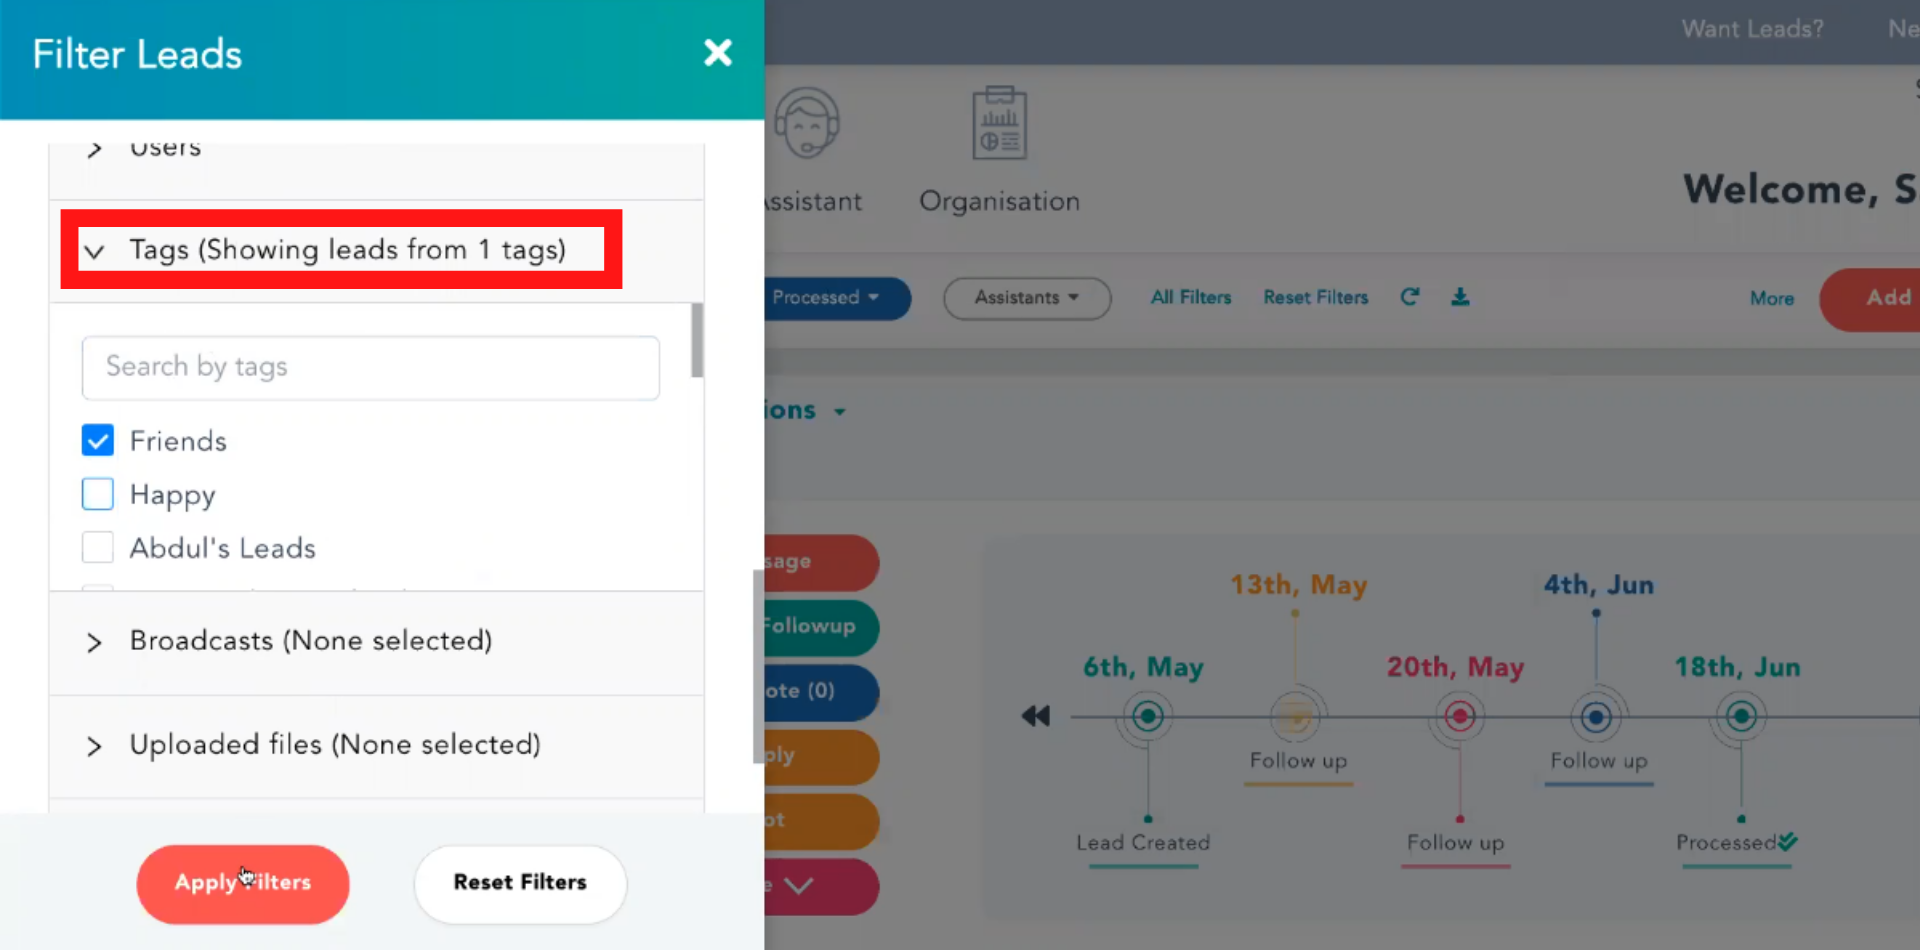 Filter Leads
Users
Tags (Showing leads from 1 tags)
Search by tags
Friends
Happy
Abdul's Leads
Broadcasts (None selected)
Uploaded files (None selected)
Apply Filters
Reset Filters
Want Leads?
Organisation
Welcome, S
Processed
Assistants
All Filters
Reset Filters
More
Add
13th, May
4th, Jun
6th, May
20th, May
18th, Jun
Follow up
Follow up
Lead Created
Follow up
Processed
ssistant
ions
sage
Followup
ote (0)
ply
ot
e